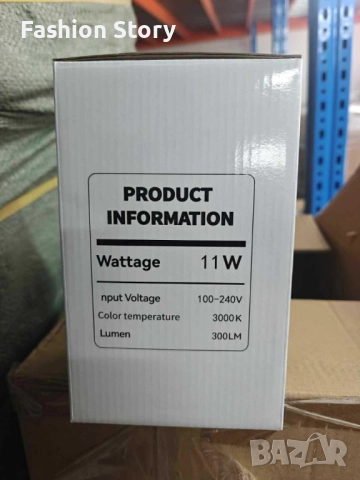 Fashion Story
PRODUCT
INFORMATION
Wattage 11W
nput Voltage 100-240V
Color temperature 3000K
Lumen 300LM
BAZAR